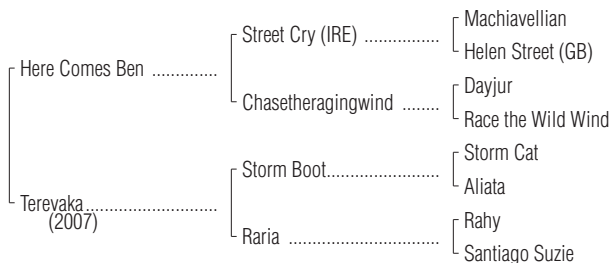 Machiavellian
Street Cry (IRE) ..................
Helen Street (GB)
Here Comes Ben ...............
Dayjur
Chasetheragingwind ........
Race the Wild Wind
Storm Cat
Storm Boot...........................
Aliata
Terevaka...............................
(2007)
Rahy
Raria ...................................
Santiago Suzie